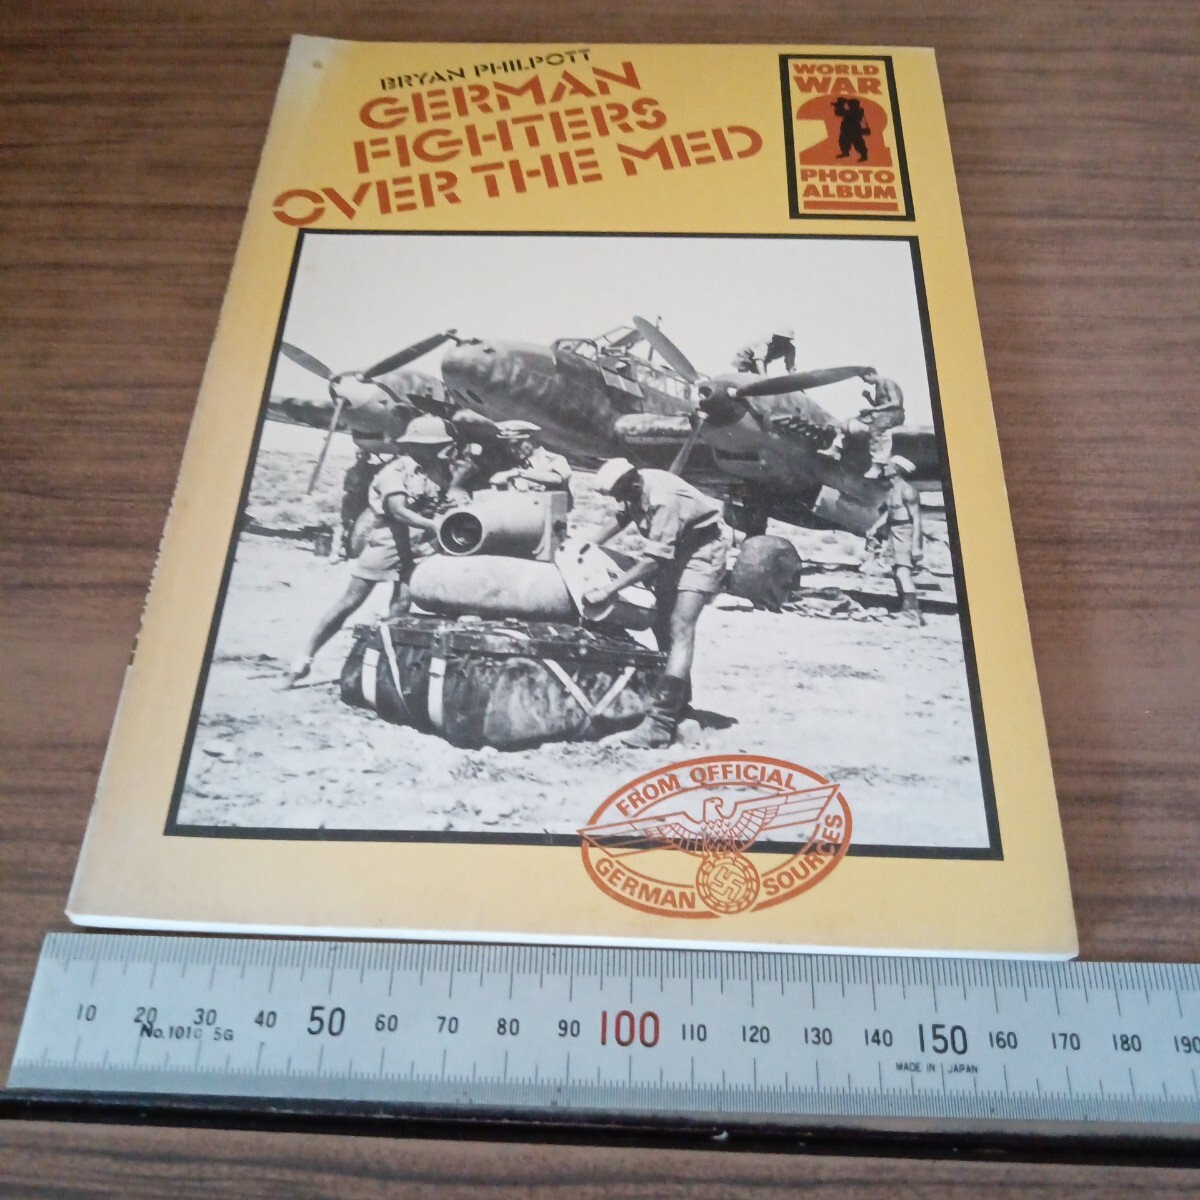 BRYAN PHILPOTT
GERMAN
FIGHTERS
OVER THE MED
WORLD
WAR
2
PHOTO
ALBUM
FROM OFFICIAL
GERMAN SOURCES
10 20 30 40 50 60 70 80 90 100 110 120 130 140 150 160 170 180 190
No.101C SG
MADE IN JAPAN